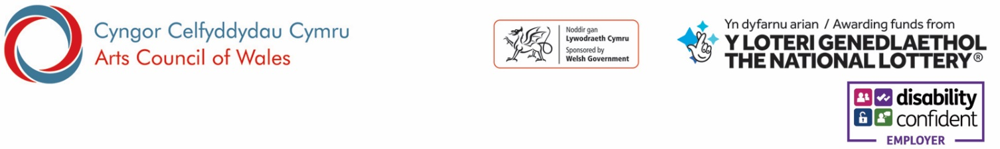 Cyngor Celfyddydau Cymru
Arts Council of Wales
Noddir gan
Lywodraeth Cymru
Sponsored by
Welsh Government
Yn dyfarnu arian / Awarding funds from
Y LOTERI GENEDLAETHOL
THE NATIONAL LOTTERY®
disability
confident
EMPLOYER